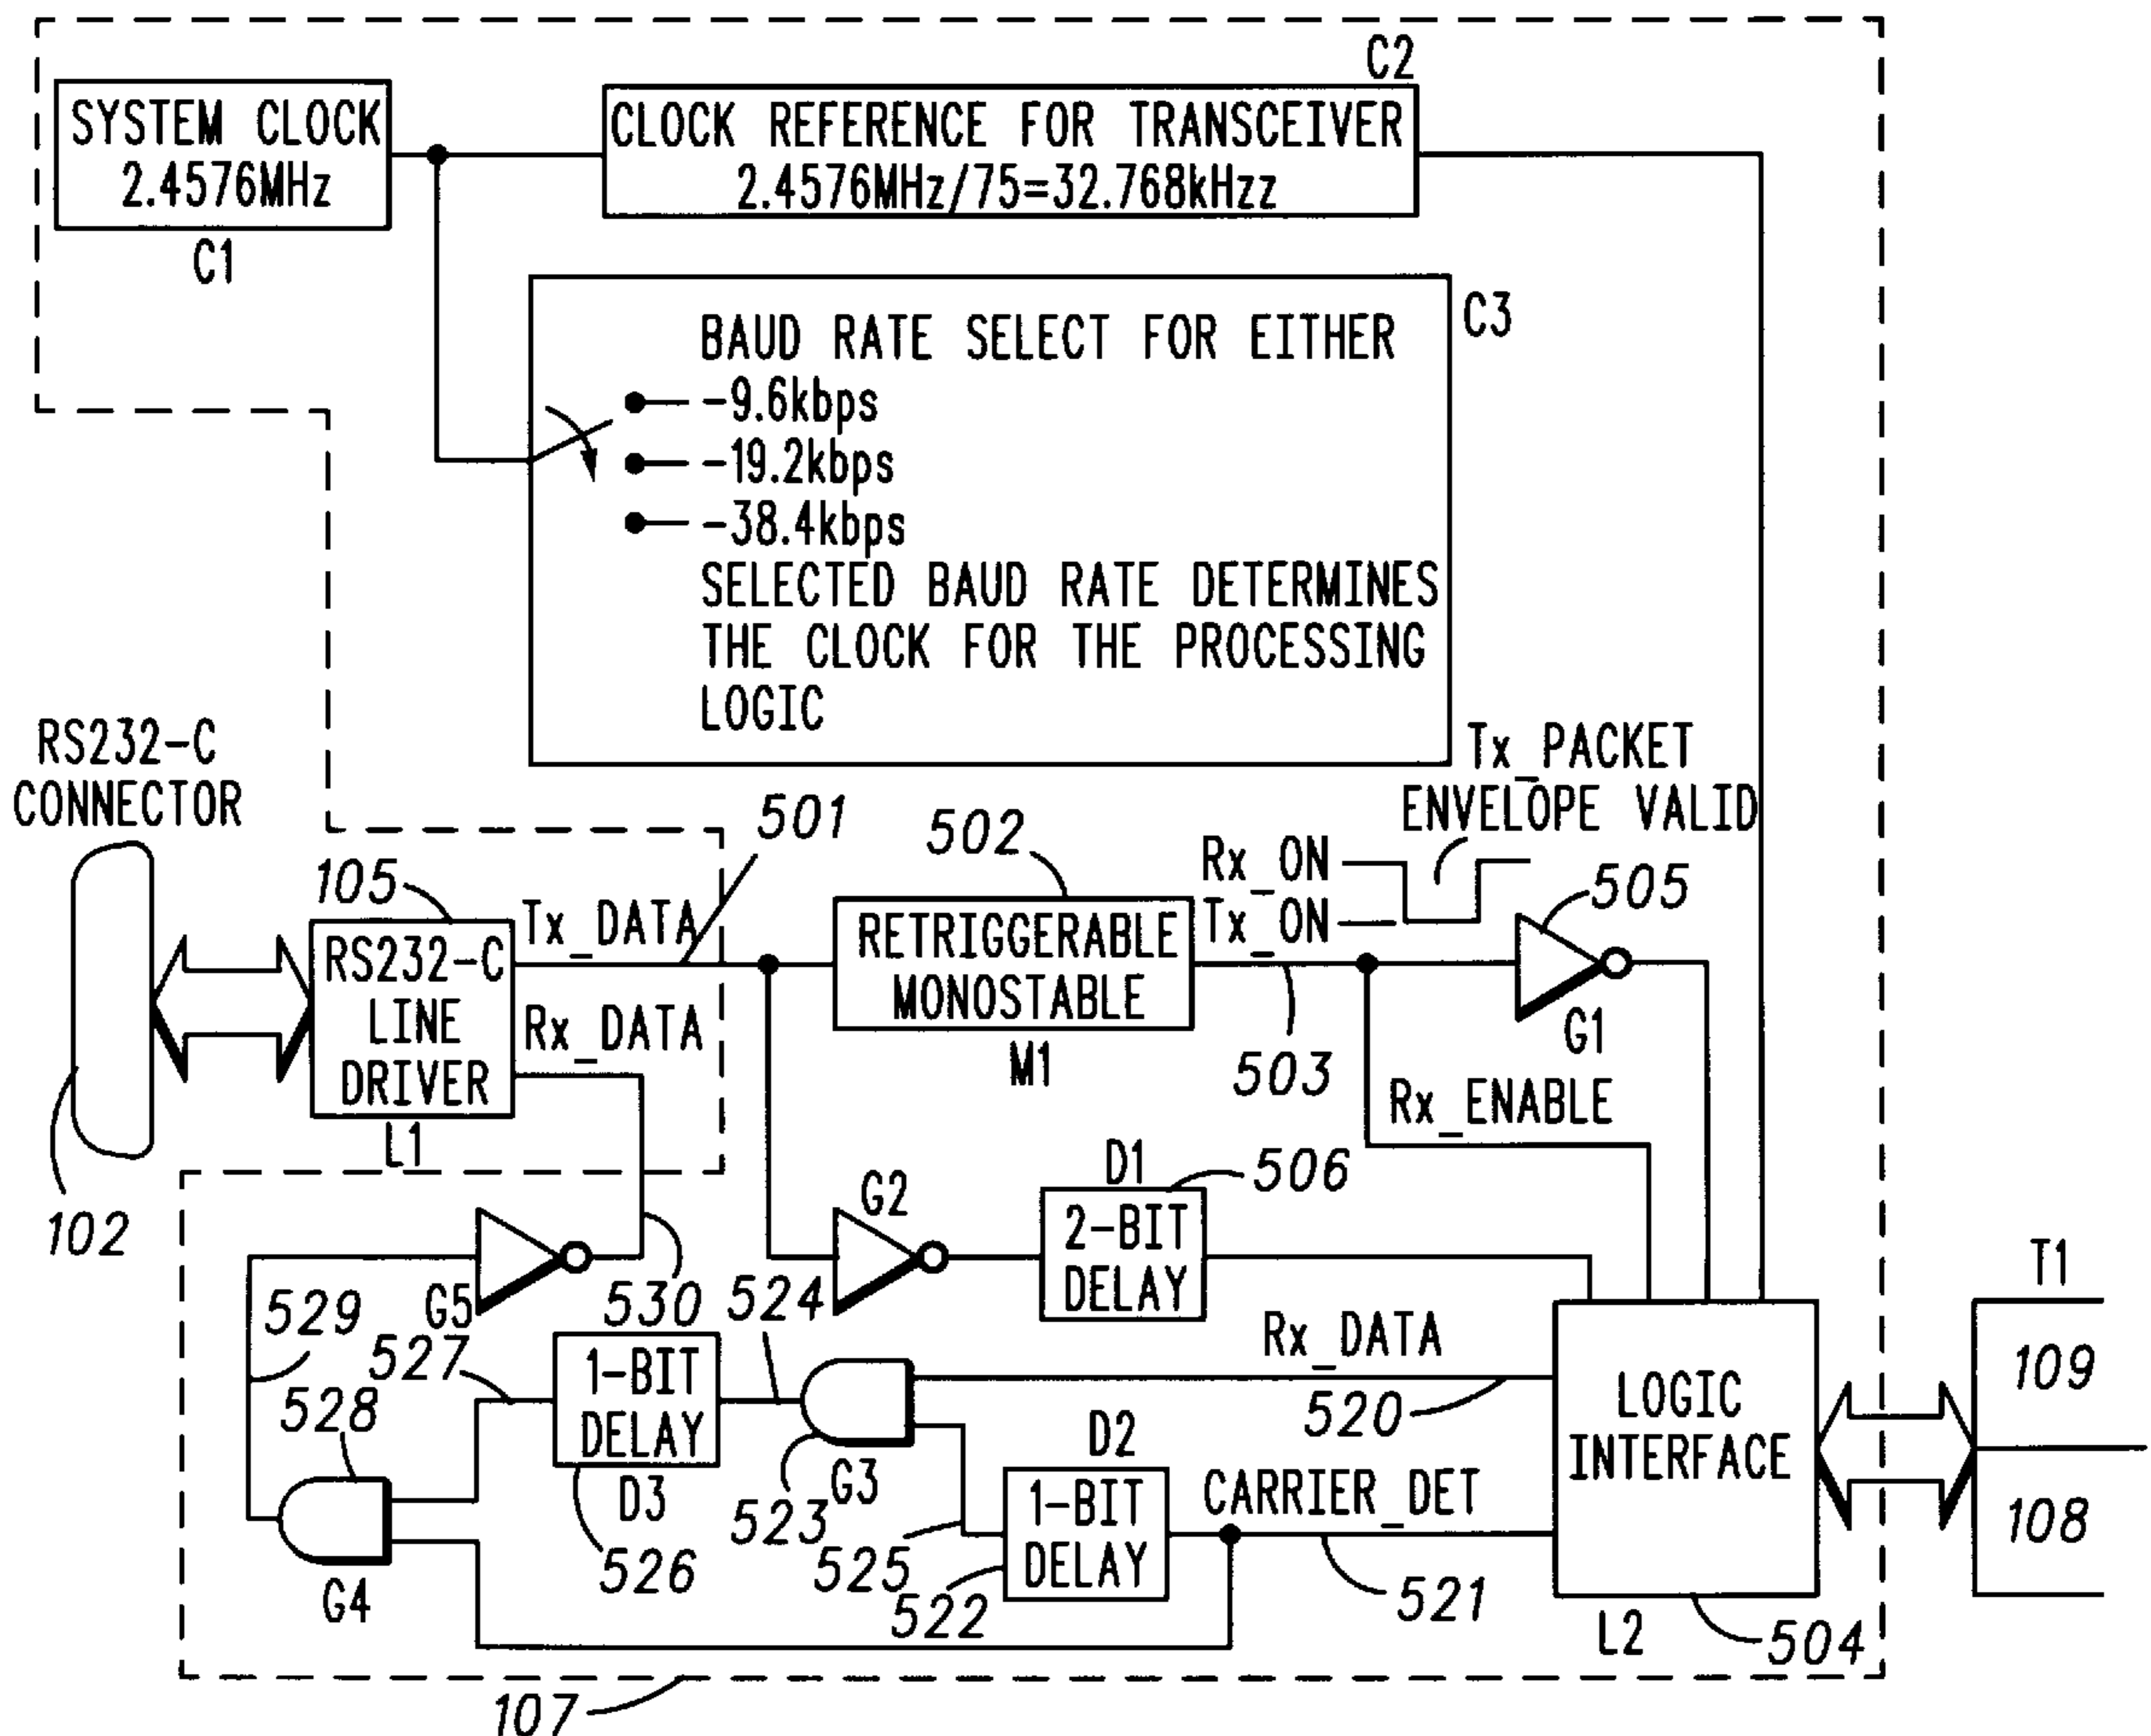 C2
SYSTEM CLOCK
2.4576MHz
C1
CLOCK REFERENCE FOR TRANSCEIVER
2.4576MHz/75=32.768kHzz
C3
BAUD RATE SELECT FOR EITHER
-9.6kbps
-19.2kbps
-38.4kbps
SELECTED BAUD RATE DETERMINES
THE CLOCK FOR THE PROCESSING
LOGIC
RS232-C
CONNECTOR
102
105
RS232-C
LINE
DRIVER
L1
Tx_DATA
Rx_DATA
501
502
RETRIGGERABLE
MONOSTABLE
M1
503
Tx_PACKET
ENVELOPE VALID
Rx_ON
Tx_ON
505
G1
Rx_ENABLE
G2
D1
506
2-BIT
DELAY
G5
530
529
527
528
G4
524
1-BIT
DELAY
D3
526
G3
523
525
D2
1-BIT
DELAY
522
Rx_DATA
520
CARRIER_DET
521
LOGIC
INTERFACE
L2
504
T1
109
108
107